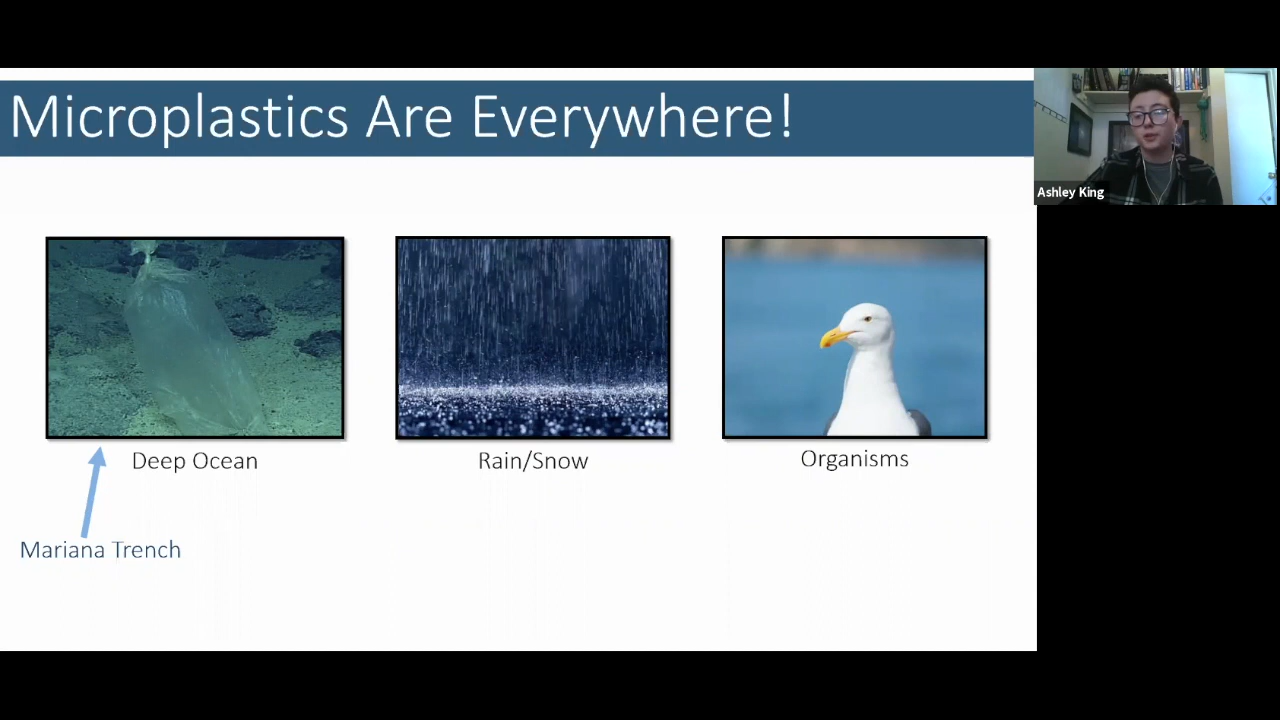 Microplastics Are Everywhere!
Ashley King
Deep Ocean
Rain/Snow
Organisms
Mariana Trench